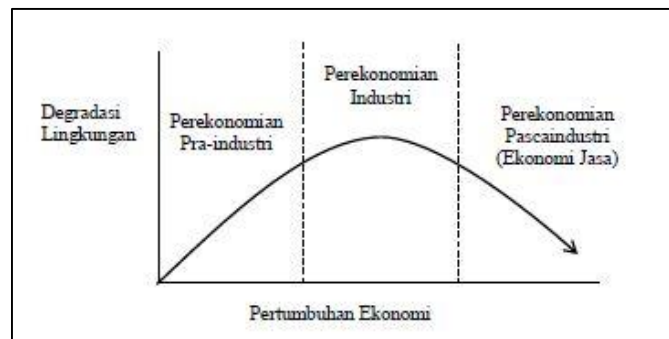 Degradasi
Lingkungan
Perekonomian
Pra-industri
Perekonomian
Industri
Perekonomian
Pascaindustri
(Ekonomi Jasa)
Pertumbuhan Ekonomi